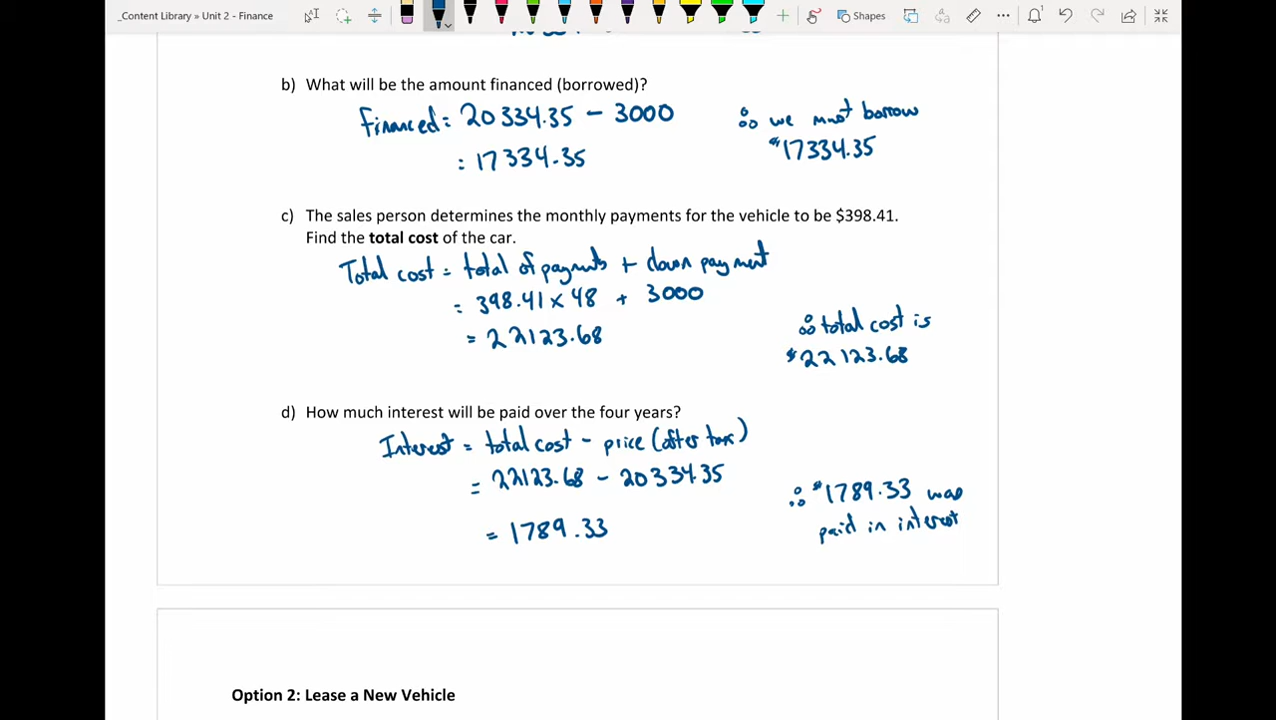 _Content Library » Unit 2 - Finance
Shapes
b) What will be the amount financed (borrowed)?
Financed = 20334.35 - 3000
= 17334.35
∴ we must borrow
$17334.35
c) The sales person determines the monthly payments for the vehicle to be $398.41.
Find the total cost of the car.
Total cost = total of payments + down payment
= 398.41 x 48 + 3000
= 22123.68
∴ total cost is
$22123.68
d) How much interest will be paid over the four years?
Interest = total cost - price (after tax)
= 22123.68 - 20334.35
= 1789.33
∴ $1789.33 was
paid in interest
Option 2: Lease a New Vehicle